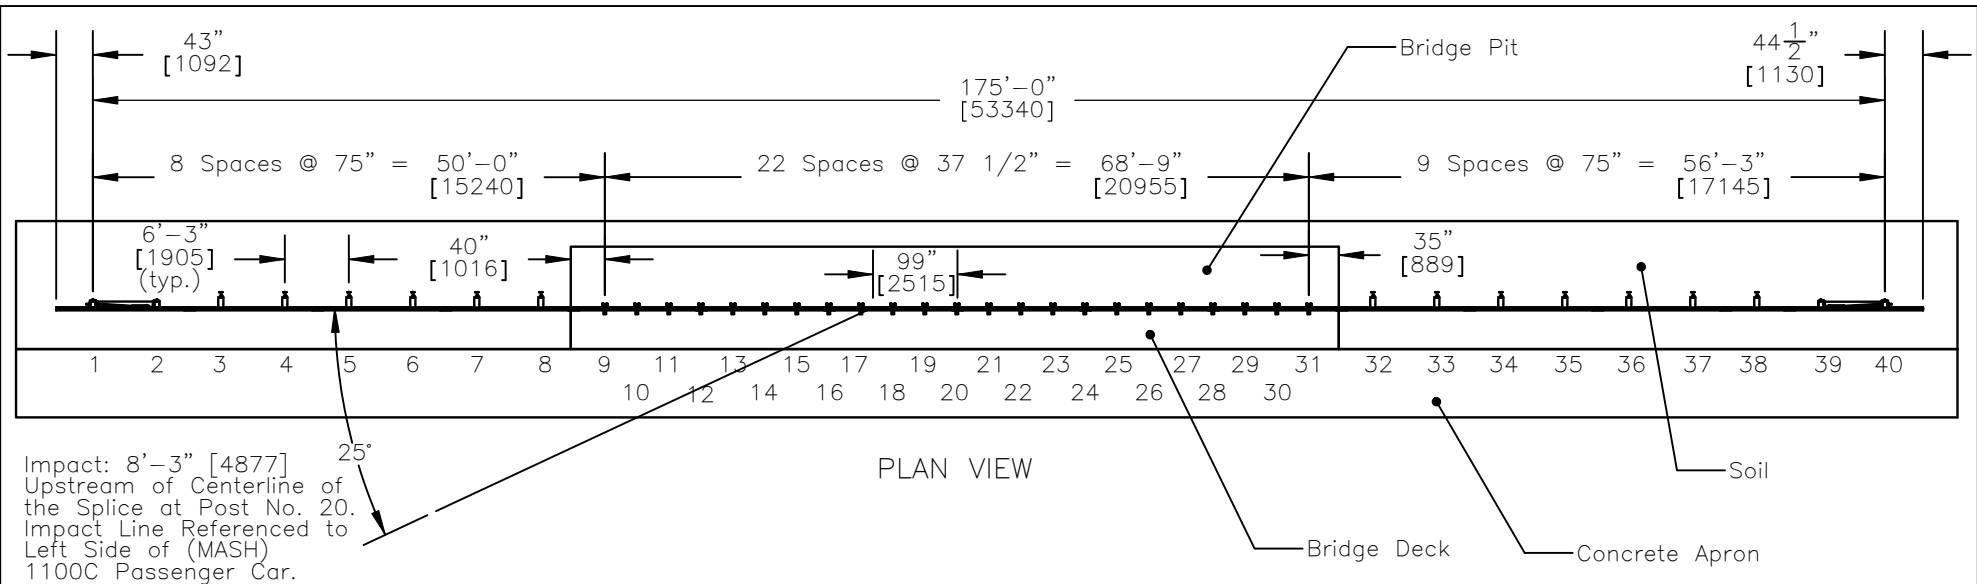 43" 
[1092]
Bridge Pit
44 1/2"
[1130]
175'-0"
[53340]
8 Spaces @ 75" = 50'-0"
[15240]
22 Spaces @ 37 1/2" = 68'-9"
[20955]
9 Spaces @ 75" = 56'-3"
[17145]
6'-3"
[1905]
(typ.)
40"
[1016]
99"
[2515]
35"
[889]
1 2 3 4 5 6 7 8 9 11 13 15 17 19 21 23 25 27 29 31 32 33 34 35 36 37 38 39 40
10 12 14 16 18 20 22 24 26 28 30
25°
Impact: 8'-3" [4877]
Upstream of Centerline of
the Splice at Post No. 20.
Impact Line Referenced to
Left Side of (MASH)
1100C Passenger Car.
PLAN VIEW
Soil
Bridge Deck
Concrete Apron